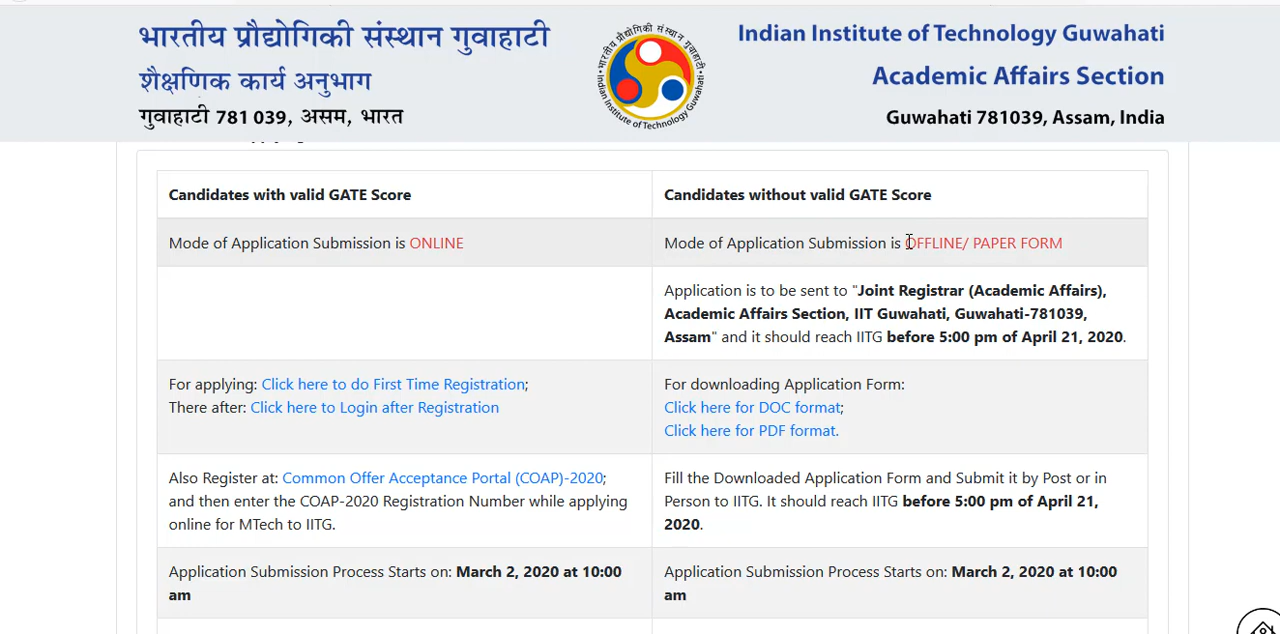 भारतीय प्रौद्योगिकी संस्थान गुवाहाटी
शैक्षणिक कार्य अनुभाग
गुवाहाटी 781 039, असम, भारत
भारतीय प्रौद्योगिकी संस्थान गुवाहाटी
Indian Institute of Technology Guwahati
Indian Institute of Technology Guwahati
Academic Affairs Section
Guwahati 781039, Assam, India
Candidates with valid GATE Score
Candidates without valid GATE Score
Mode of Application Submission is ONLINE
Mode of Application Submission is OFFLINE/ PAPER FORM
Application is to be sent to "Joint Registrar (Academic Affairs),
Academic Affairs Section, IIT Guwahati, Guwahati-781039,
Assam" and it should reach IITG before 5:00 pm of April 21, 2020.
For applying: Click here to do First Time Registration;
There after: Click here to Login after Registration
For downloading Application Form:
Click here for DOC format;
Click here for PDF format.
Also Register at: Common Offer Acceptance Portal (COAP)-2020;
and then enter the COAP-2020 Registration Number while applying
online for MTech to IITG.
Fill the Downloaded Application Form and Submit it by Post or in
Person to IITG. It should reach IITG before 5:00 pm of April 21,
2020.
Application Submission Process Starts on: March 2, 2020 at 10:00
am
Application Submission Process Starts on: March 2, 2020 at 10:00
am